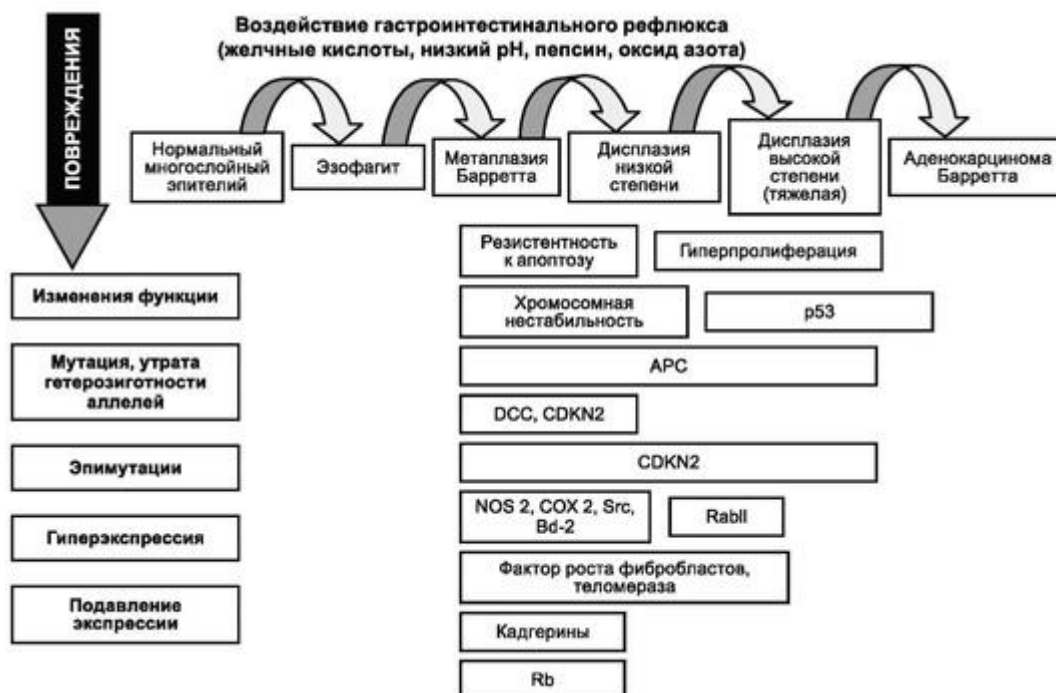 Воздействие гастроинтестинального рефлюкса
(желчные кислоты, низкий pH, пепсин, оксид азота)
ПОВРЕЖДЕНИЯ
Нормальный
многослойный
эпителий
Эзофагит
Метаплазия
Барретта
Дисплазия
низкой
степени
Дисплазия
высокой
степени
(тяжелая)
Аденокарцинома
Барретта
Резистентность
к апоптозу
Гиперпролиферация
Изменения функции
Хромосомная
нестабильность
p53
Мутация, утрата
гетерозиготности
аллелей
APC
DCC, CDKN2
Эпимутации
CDKN2
Гиперэкспрессия
NOS 2, COX 2, Src,
Bd-2
RabII
Фактор роста фибробластов,
теломераза
Подавление
экспрессии
Кадгерины
Rb